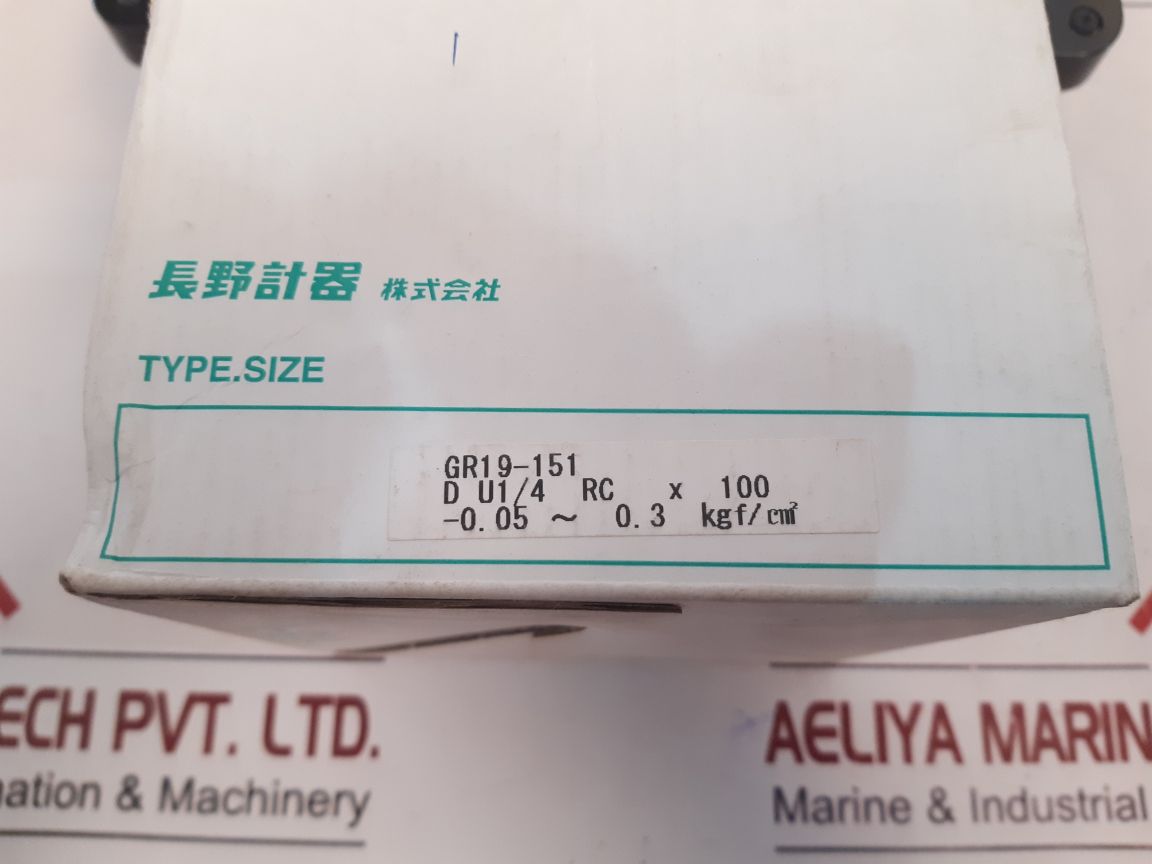 長野計器 株式会社
TYPE.SIZE
GR19-151
D U1/4 RC x 100
-0.05 ～ 0.3 kgf/c㎡
ECH PVT. LTD.
ation & Machinery
AELIYA MARIN
Marine & Industrial